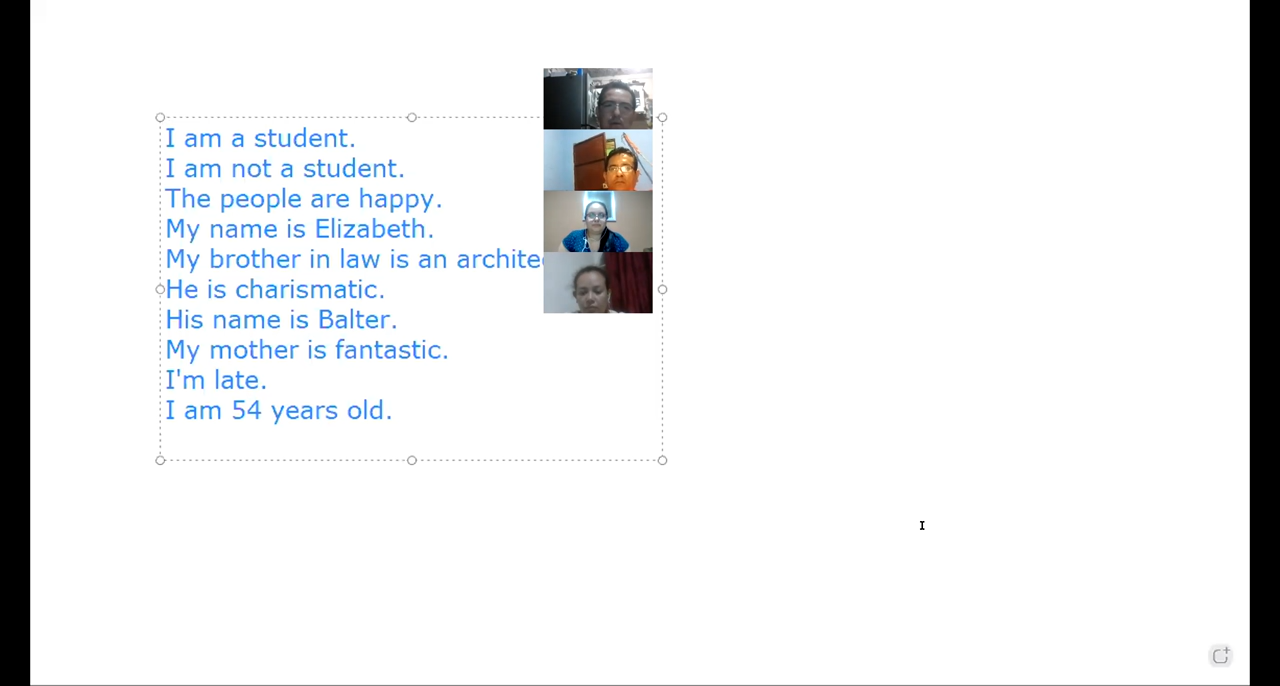 I am a student.
I am not a student.
The people are happy.
My name is Elizabeth.
My brother in law is an
He is charismatic.
His name is Balter.
My mother is fantastic.
I'm late.
I am 54 years old.